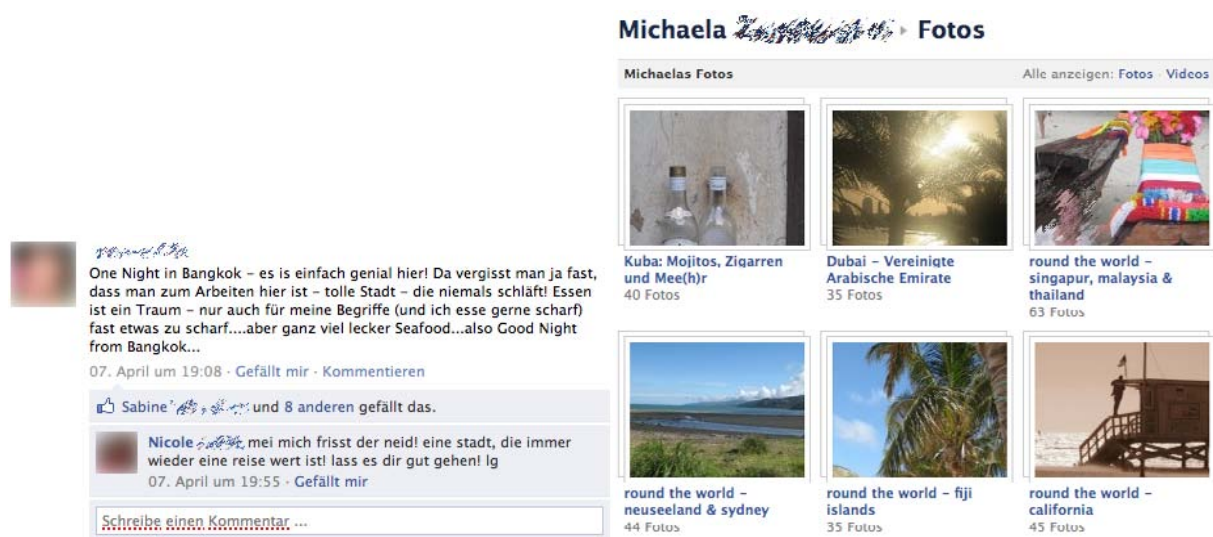 One Night in Bangkok – es is einfach genial hier! Da vergisst man ja fast,
dass man zum Arbeiten hier ist – tolle Stadt – die niemals schläft! Essen
ist ein Traum – nur auch für meine Begriffe (und ich esse gerne scharf)
fast etwas zu scharf....aber ganz viel lecker Seafood...also Good Night
from Bangkok...
07. April um 19:08 · Gefällt mir · Kommentieren
Sabine und 8 anderen gefällt das.
Nicole mei mich frisst der neid! eine stadt, die immer
wieder eine reise wert ist! lass es dir gut gehen! lg
07. April um 19:55 · Gefällt mir
Schreibe einen Kommentar ...
Michaela ▸ Fotos
Michaelas Fotos
Alle anzeigen: Fotos · Videos
Kuba: Mojitos, Zigarren
und Mee(h)r
40 Fotos
Dubai – Vereinigte
Arabische Emirate
35 Fotos
round the world –
singapur, malaysia &
thailand
63 Fotos
round the world –
neuseeland & sydney
44 Fotos
round the world – fiji
islands
35 Fotos
round the world –
california
45 Fotos